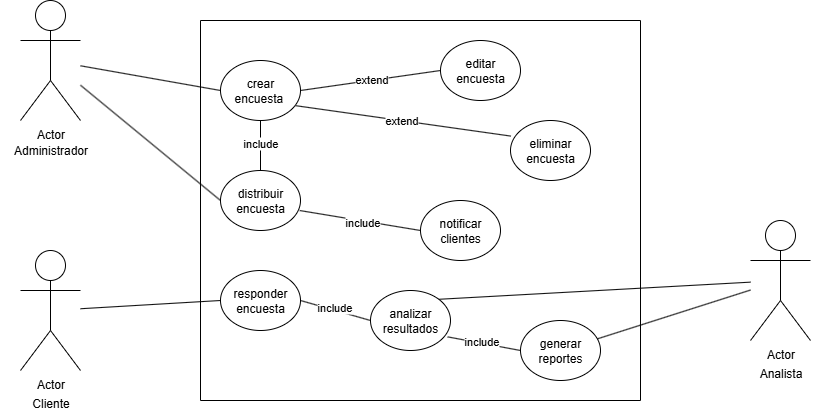 editar
encuesta
crear
encuesta
extend
extend
Actor
Administrador
include
eliminar
encuesta
distribuir
encuesta
include
notificar
clientes
responder
encuesta
include
analizar
resultados
include
generar
reportes
Actor
Analista
Actor
Cliente